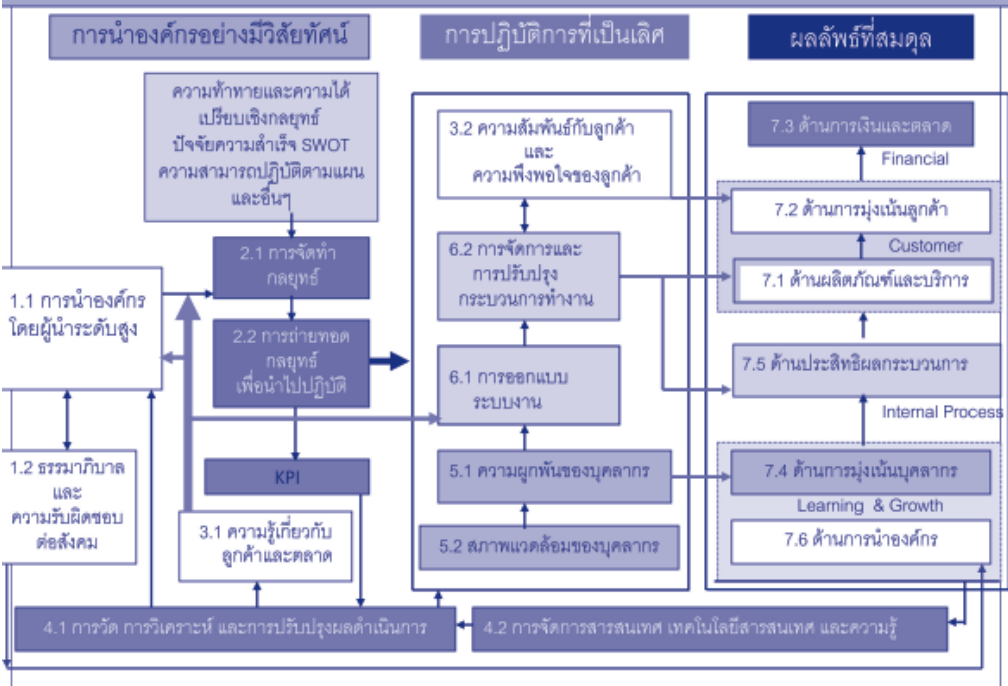 การนำองค์กรอย่างมีวิสัยทัศน์
การปฏิบัติการที่เป็นเลิศ
ผลลัพธ์ที่สมดุล
ความท้าทายและความได้
เปรียบเชิงกลยุทธ์
ปัจจัยความสำเร็จ SWOT
ความสามารถปฏิบัติตามแผน
และอื่นๆ
2.1 การจัดทำ
กลยุทธ์
1.1 การนำองค์กร
โดยผู้นำระดับสูง
2.2 การถ่ายทอด
กลยุทธ์
เพื่อนำไปปฏิบัติ
KPI
1.2 ธรรมาภิบาล
และ
ความรับผิดชอบ
ต่อสังคม
3.1 ความรู้เกี่ยวกับ
ลูกค้าและตลาด
3.2 ความสัมพันธ์กับลูกค้า
และ
ความพึงพอใจของลูกค้า
6.2 การจัดการและ
การปรับปรุง
กระบวนการทำงาน
6.1 การออกแบบ
ระบบงาน
5.1 ความผูกพันของบุคลากร
5.2 สภาพแวดล้อมของบุคลากร
7.3 ด้านการเงินและตลาด
Financial
7.2 ด้านการมุ่งเน้นลูกค้า
Customer
7.1 ด้านผลิตภัณฑ์และบริการ
7.5 ด้านประสิทธิผลกระบวนการ
Internal Process
7.4 ด้านการมุ่งเน้นบุคลากร
Learning & Growth
7.6 ด้านการนำองค์กร
4.1 การวัด การวิเคราะห์ และการปรับปรุงผลดำเนินการ
4.2 การจัดการสารสนเทศ เทคโนโลยีสารสนเทศ และความรู้